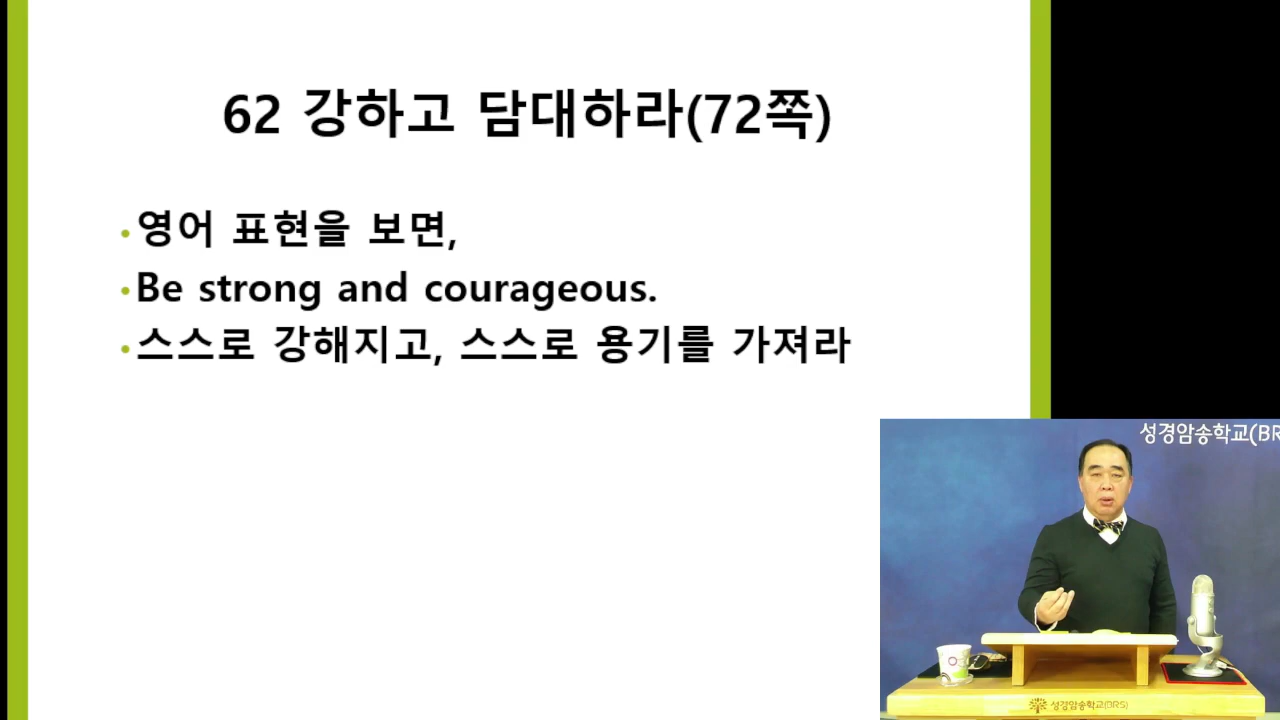 62 강하고 담대하라(72쪽)
• 영어 표현을 보면,
• Be strong and courageous.
• 스스로 강해지고, 스스로 용기를 가져라
성경암송학교(BR
성경암송학교(BRS)